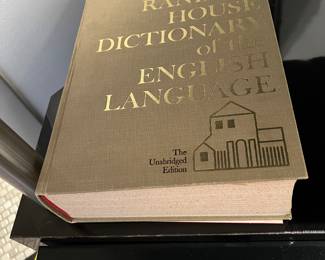 HOUSE
DICTIONARY
of the
ENGLISH
LANGUAGE
The
Unabridged
Edition